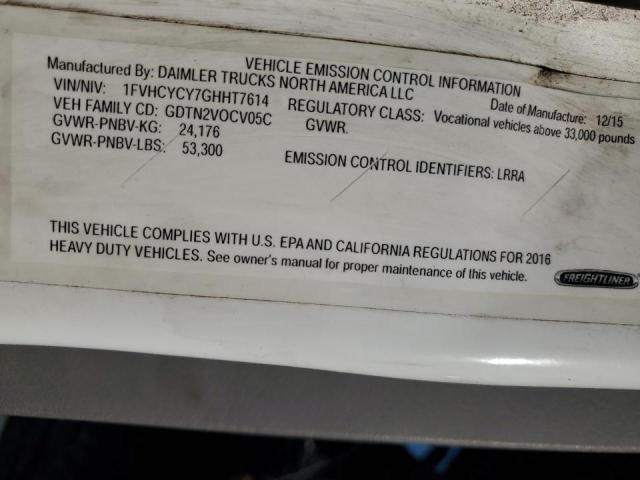 VEHICLE EMISSION CONTROL INFORMATION
Manufactured By: DAIMLER TRUCKS NORTH AMERICA LLC
Date of Manufacture: 12/15
VIN/NIV: 1FVHCYCY7GHHT7614
REGULATORY CLASS: Vocational vehicles above 33,000 pounds
GVWR.
VEH FAMILY CD: GDTN2VOCV05C
GVWR-PNBV-KG: 24,176
GVWR-PNBV-LBS: 53,300
EMISSION CONTROL IDENTIFIERS: LRRA
THIS VEHICLE COMPLIES WITH U.S. EPA AND CALIFORNIA REGULATIONS FOR 2016
HEAVY DUTY VEHICLES. See owner's manual for proper maintenance of this vehicle.
FREIGHTLINER